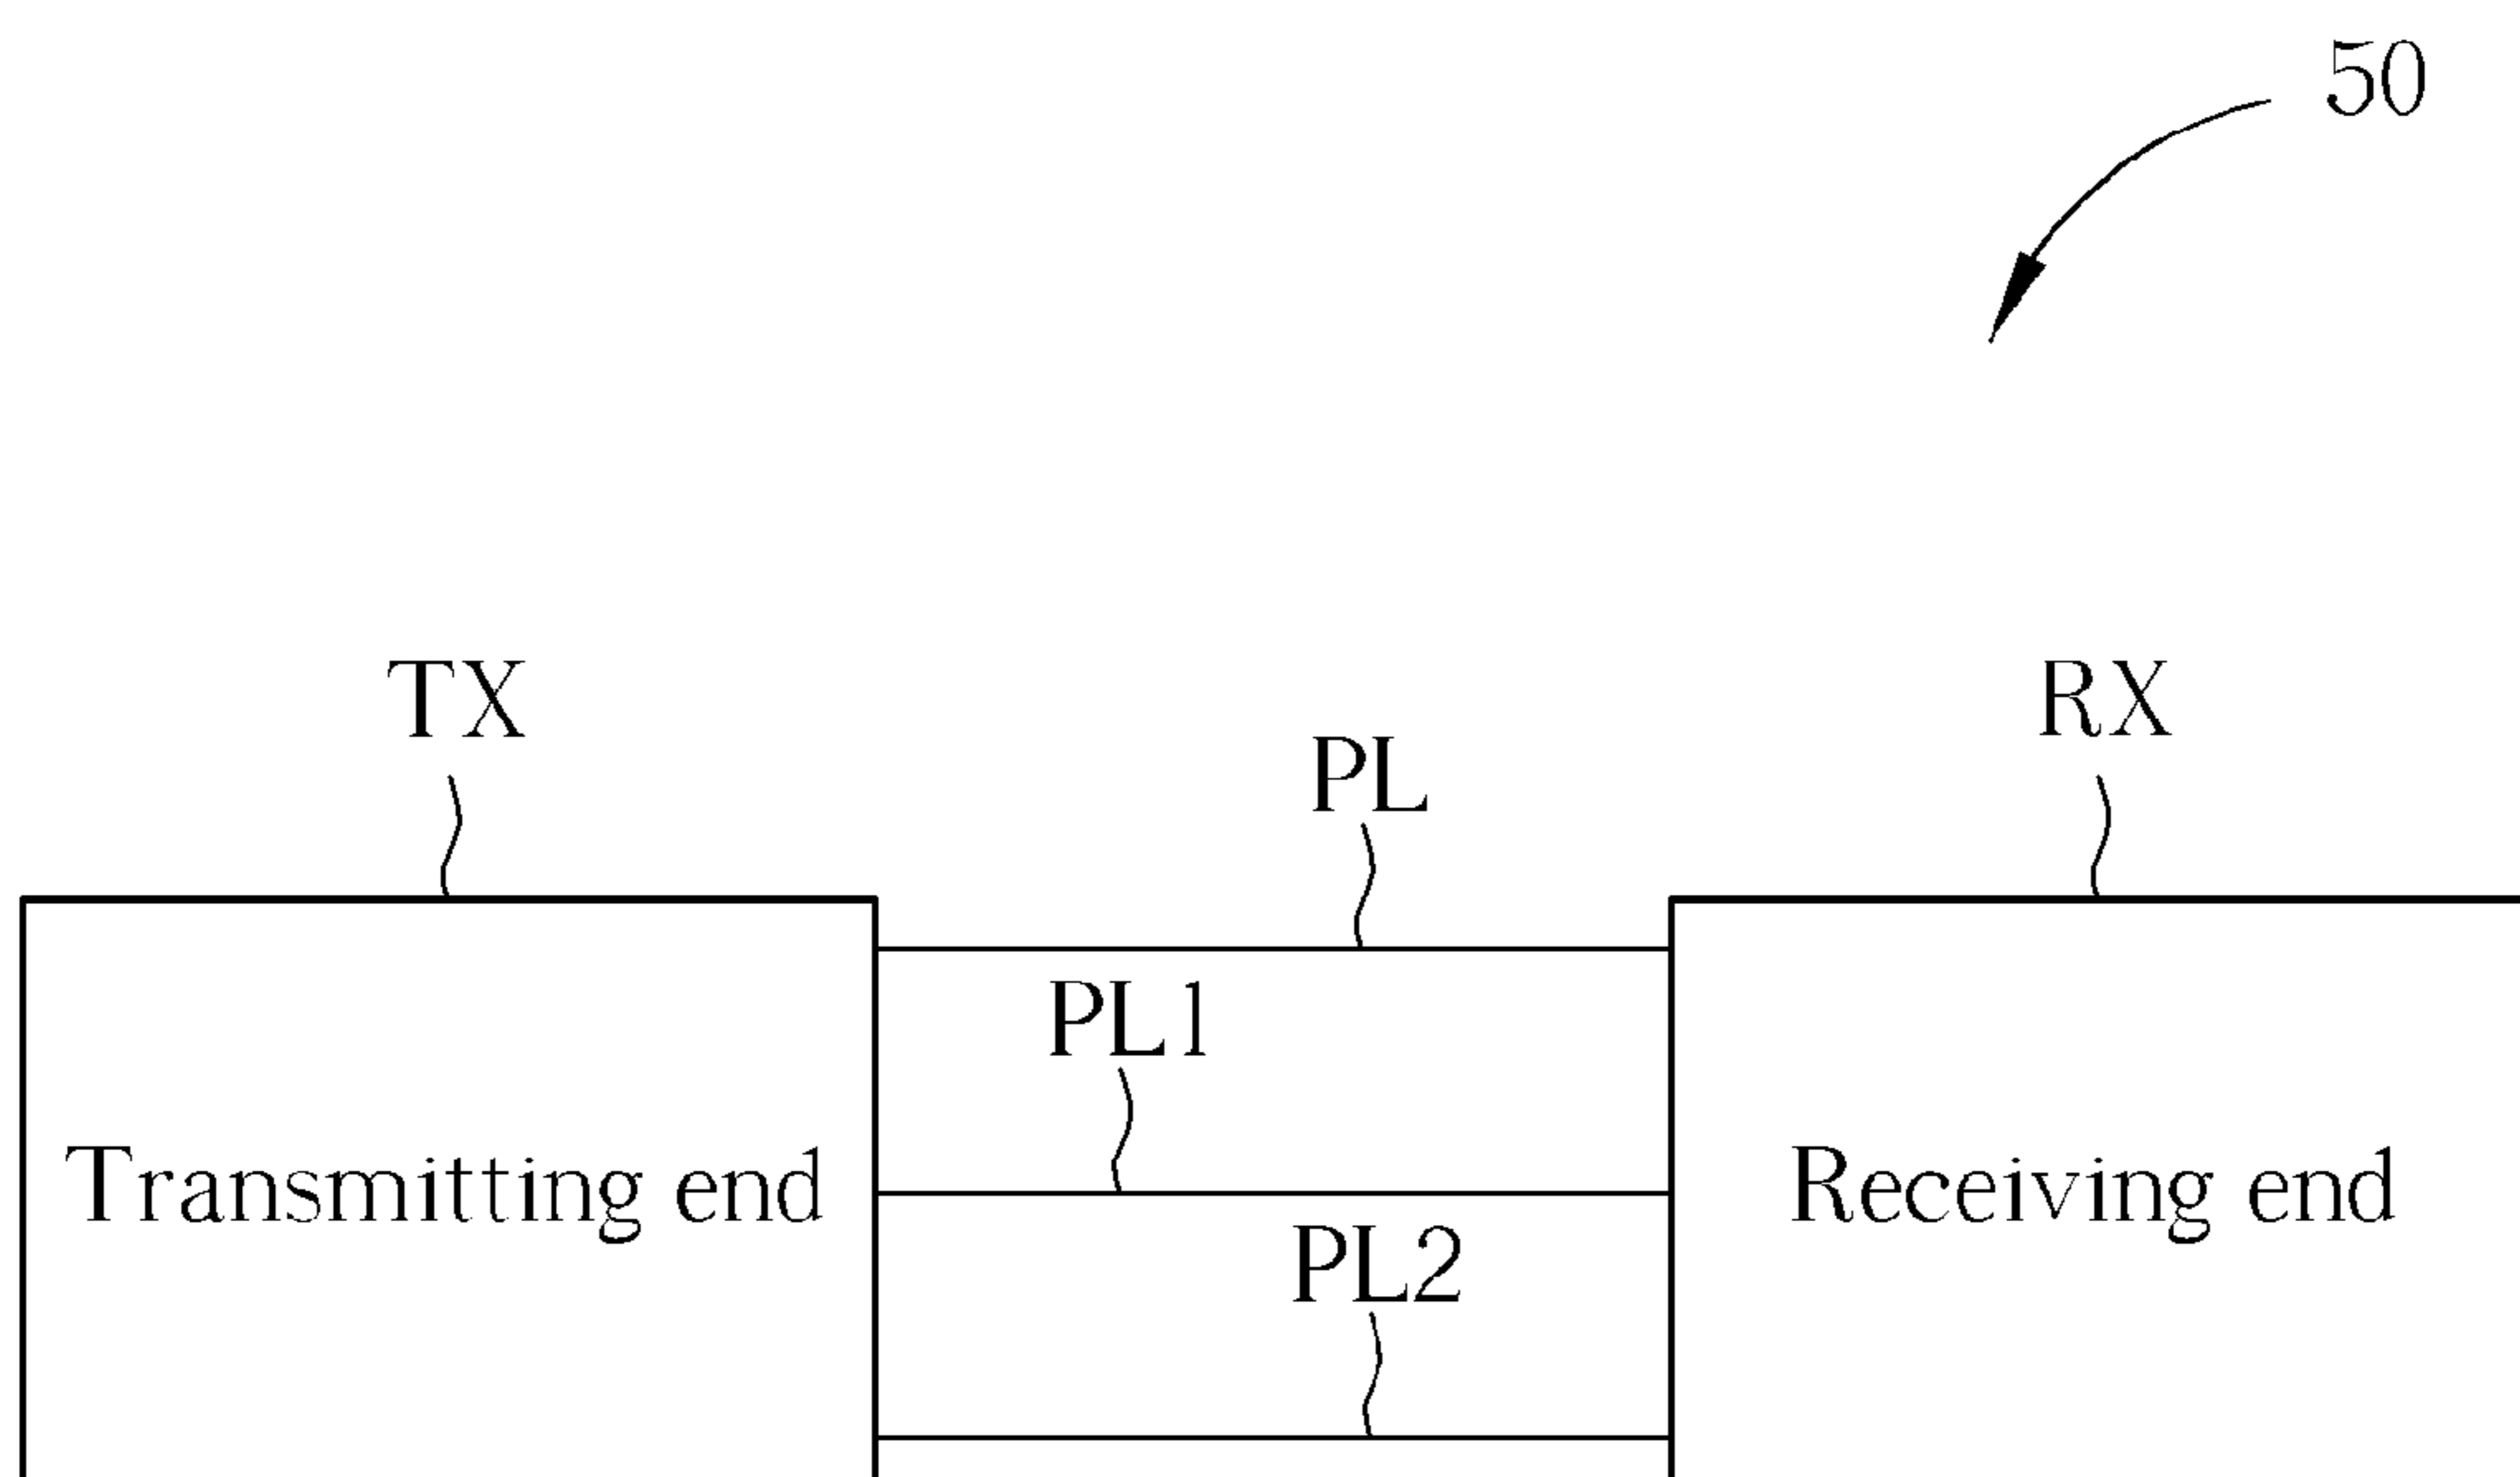 50
TX
RX
PL
PL1
Transmitting end
Receiving end
PL2